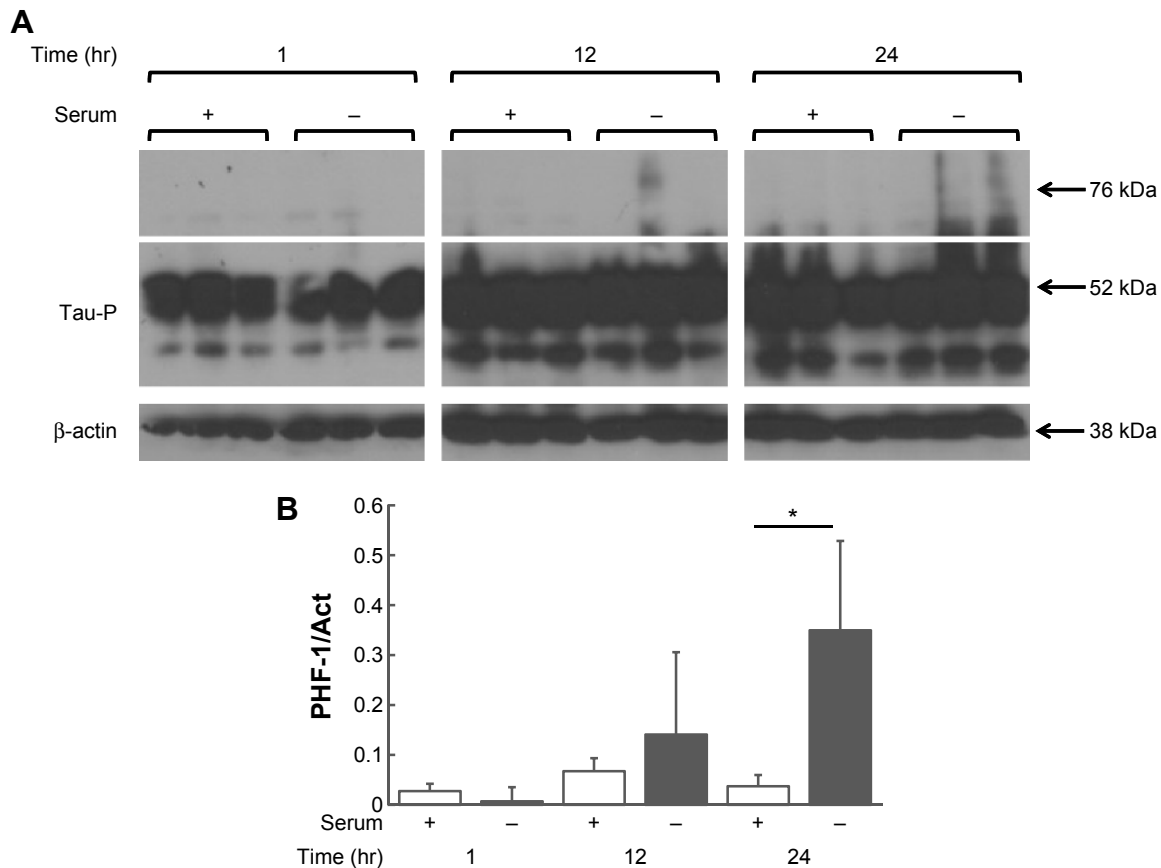 A
Time (hr) 1 12 24
Serum + – + – + –
76 kDa
Tau-P 52 kDa
β-actin 38 kDa
B
0.6
*
0.5
0.4
0.3
0.2
0.1
0
PHF-1/Act
Serum + – + – + –
Time (hr) 1 12 24